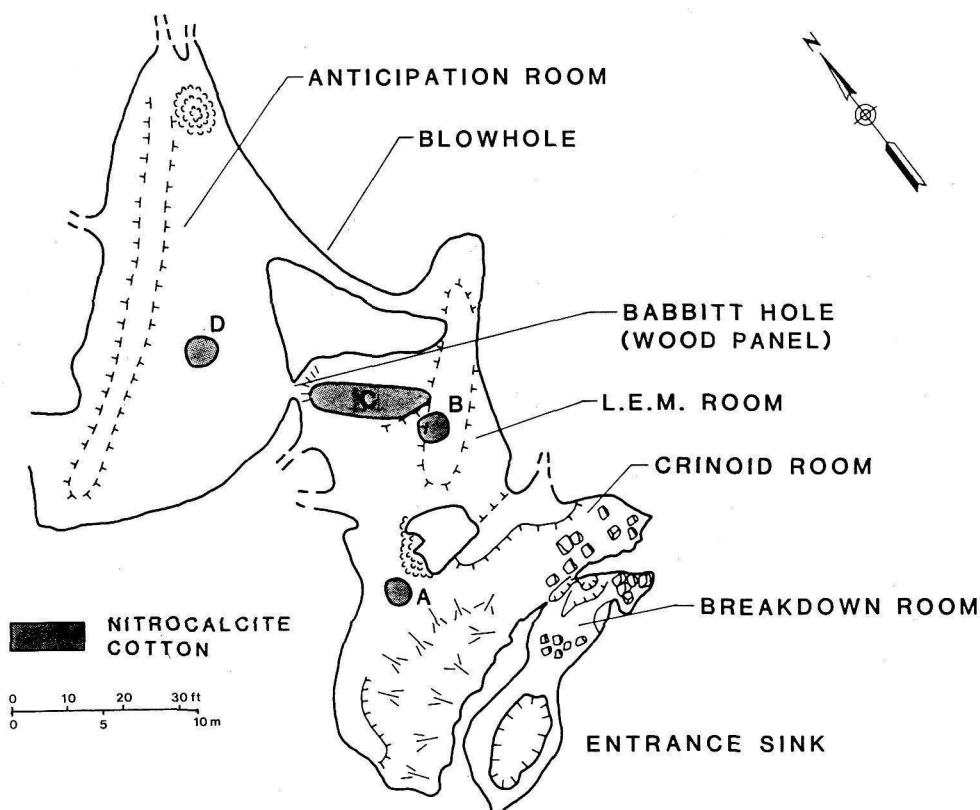 N
ANTICIPATION ROOM
BLOWHOLE
BABBITT HOLE
(WOOD PANEL)
D
C
B
L.E.M. ROOM
CRINOID ROOM
A
BREAKDOWN ROOM
NITROCALCITE
COTTON
0 10 20 30 ft
0 5 10 m
ENTRANCE SINK